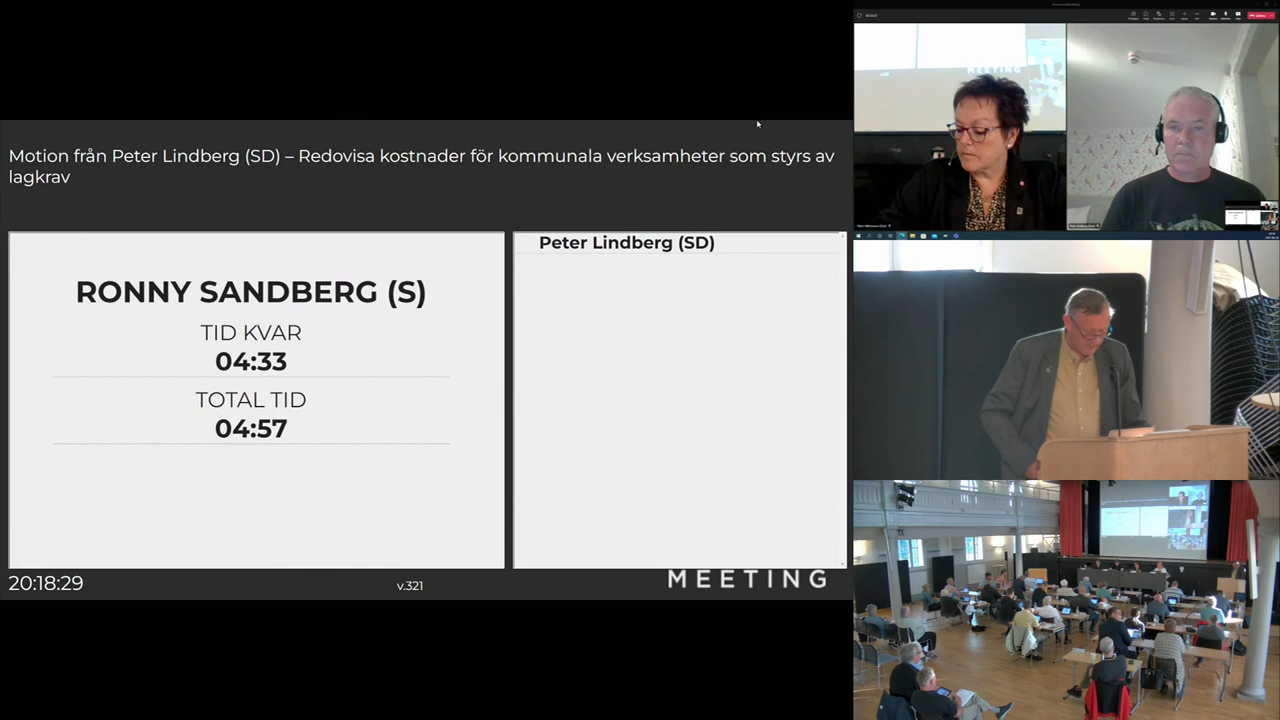 Motion från Peter Lindberg (SD) – Redovisa kostnader för kommunala verksamheter som styrs av
lagkrav
RONNY SANDBERG (S)
TID KVAR
04:33
TOTAL TID
04:57
Peter Lindberg (SD)
20:18:29
v.321
MEETING
MEETING